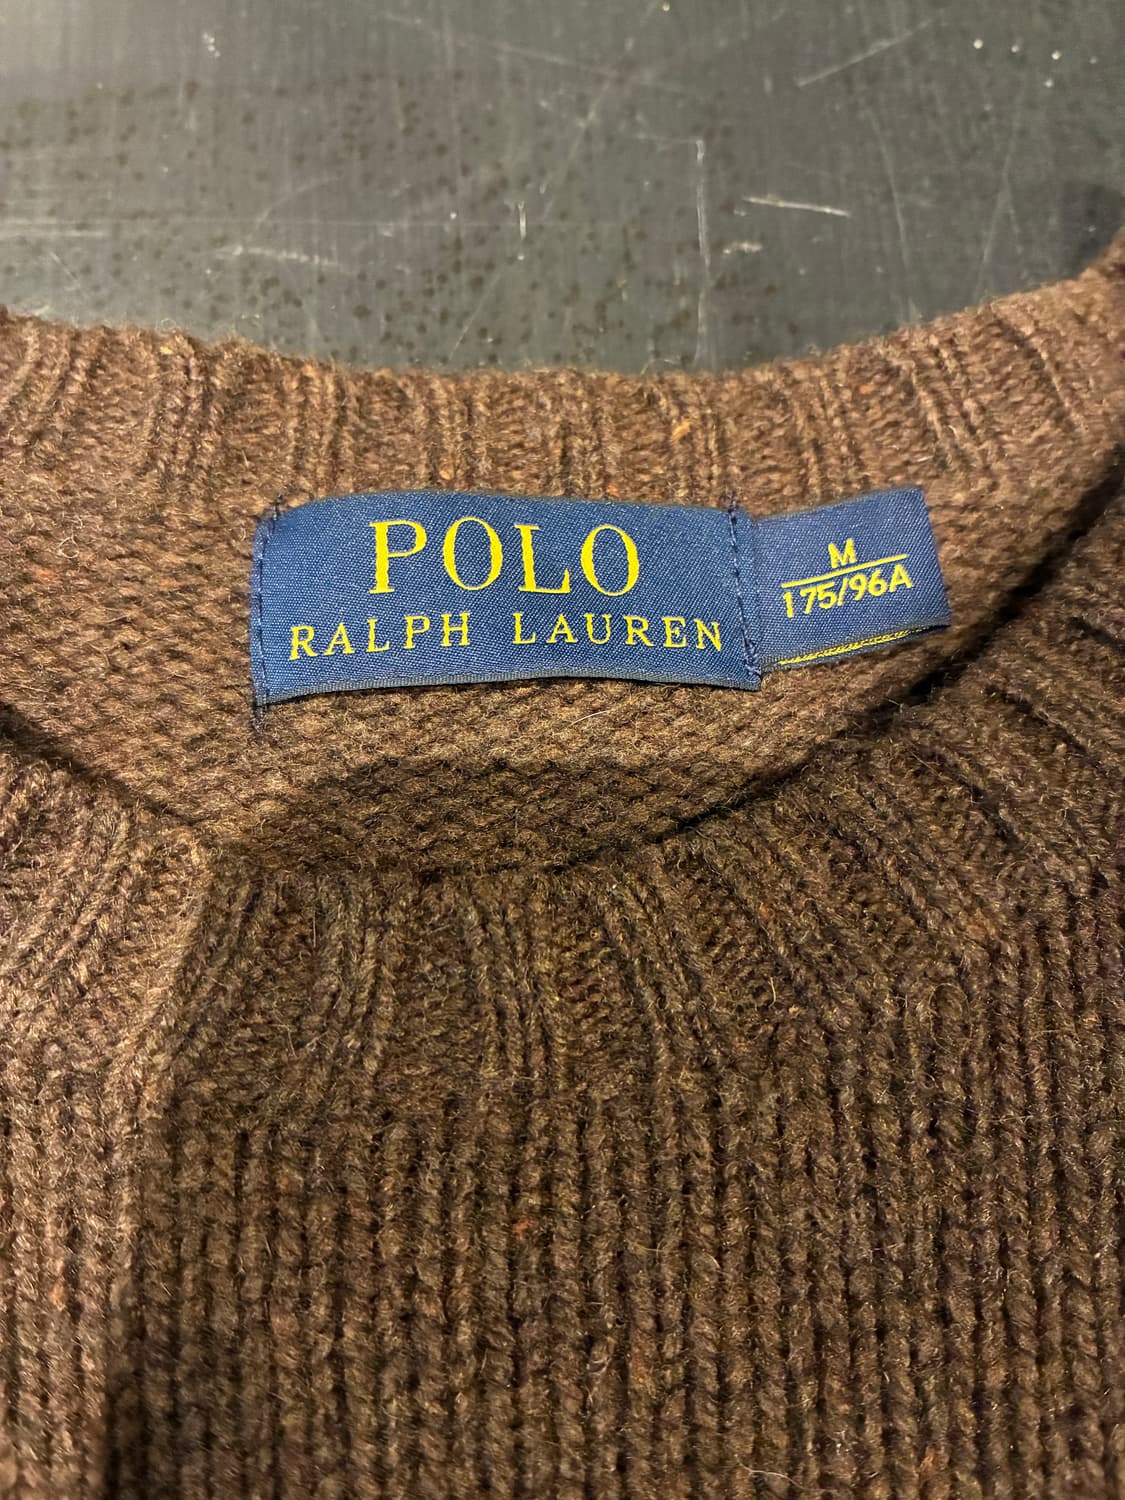 POLO
RALPH LAUREN
M
175/96A